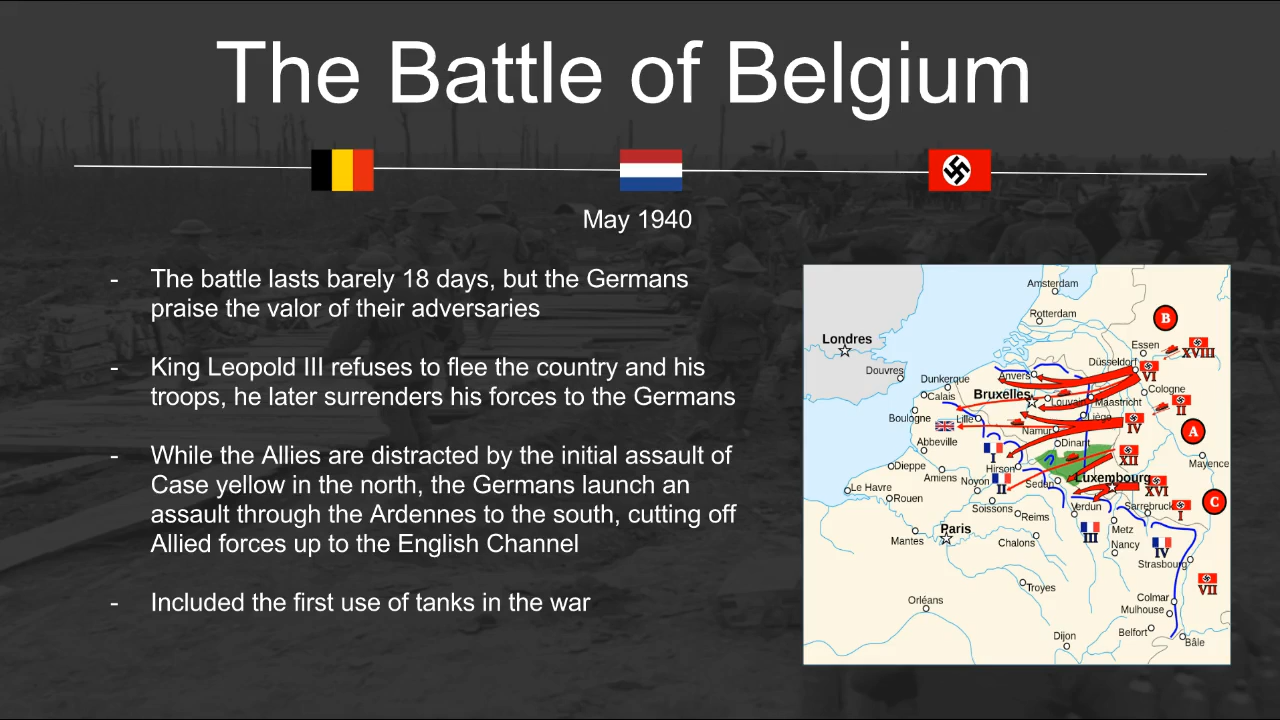 The Battle of Belgium
May 1940
- The battle lasts barely 18 days, but the Germans
praise the valor of their adversaries
- King Leopold III refuses to flee the country and his
troops, he later surrenders his forces to the Germans
- While the Allies are distracted by the initial assault of
Case yellow in the north, the Germans launch an
assault through the Ardennes to the south, cutting off
Allied forces up to the English Channel
- Included the first use of tanks in the war
Amsterdam
Rotterdam
B
Londres
Essen
XVIII
Douvres
Düsseldorf
Dunkerque
Anvers
VI
Calais
Bruxelles
Cologne
Louvain
Maastricht
II
Boulogne
Lille
Liège
IV
Namur
A
Abbeville
Dinant
I
XII
Dieppe
Hirson
Mayence
Amiens
Noyon
Sedan
Luxembourg
Le Havre
II
XVI
Rouen
C
Soissons
Verdun
Sarrebruck
I
Reims
Paris
Metz
Mantes
Chalons
III
Nancy
IV
Strasbourg
VII
Troyes
Orléans
Colmar
Mulhouse
Dijon
Belfort
Bâle